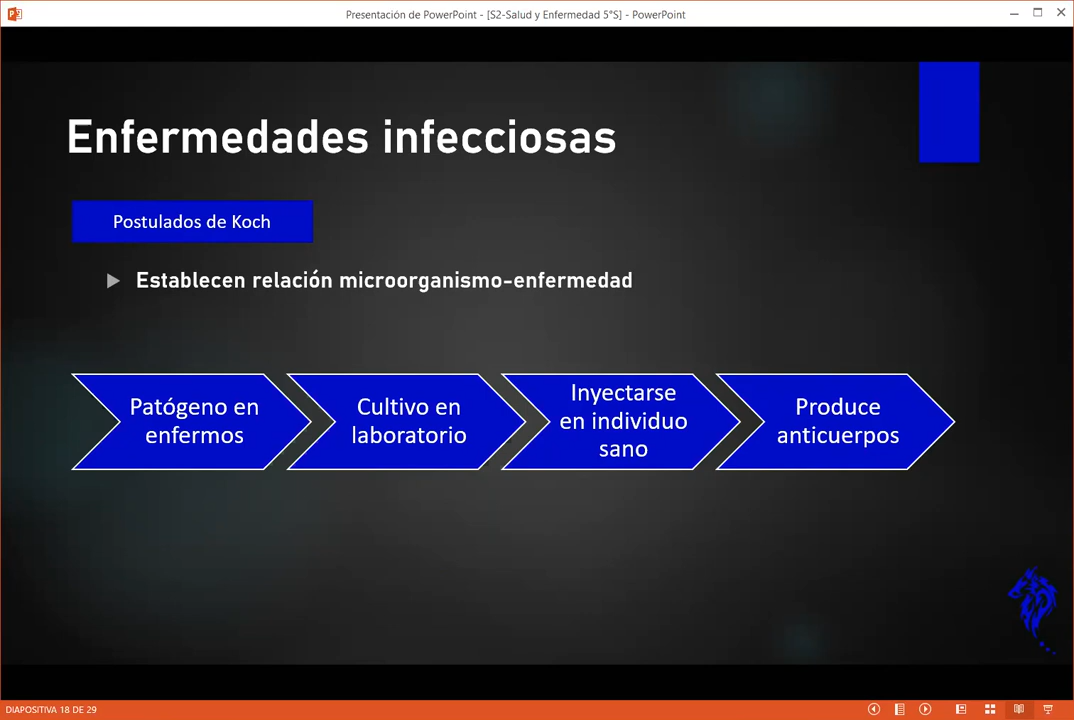 Presentación de PowerPoint - [S2-Salud y Enfermedad 5°S] - PowerPoint
Enfermedades infecciosas
Postulados de Koch
Establecen relación microorganismo-enfermedad
Patógeno en
enfermos
Cultivo en
laboratorio
Inyectarse
en individuo
sano
Produce
anticuerpos
DIAPOSITIVA 18 DE 29